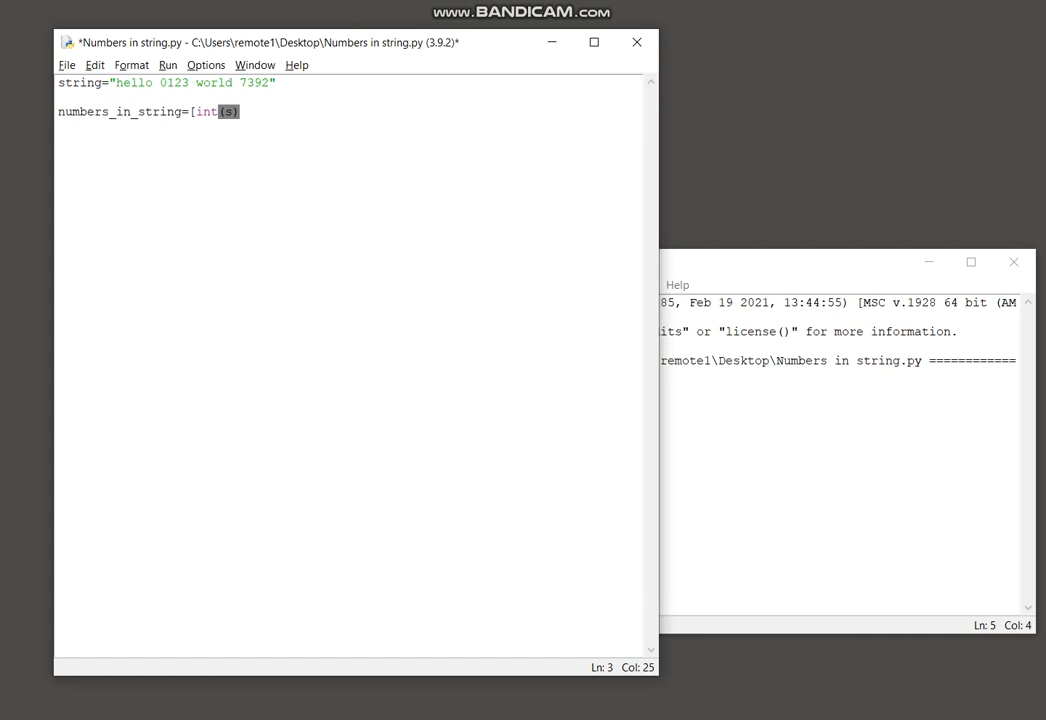 www.BANDICAM.com
*Numbers in string.py - C:\Users\remote1\Desktop\Numbers in string.py (3.9.2)*
File Edit Format Run Options Window Help
string="hello 0123 world 7392"
numbers_in_string=[int(s)
Help
85, Feb 19 2021, 13:44:55) [MSC v.1928 64 bit (AM
its" or "license()" for more information.
remote1\Desktop\Numbers in string.py ============
Ln: 5 Col: 4
Ln: 3 Col: 25